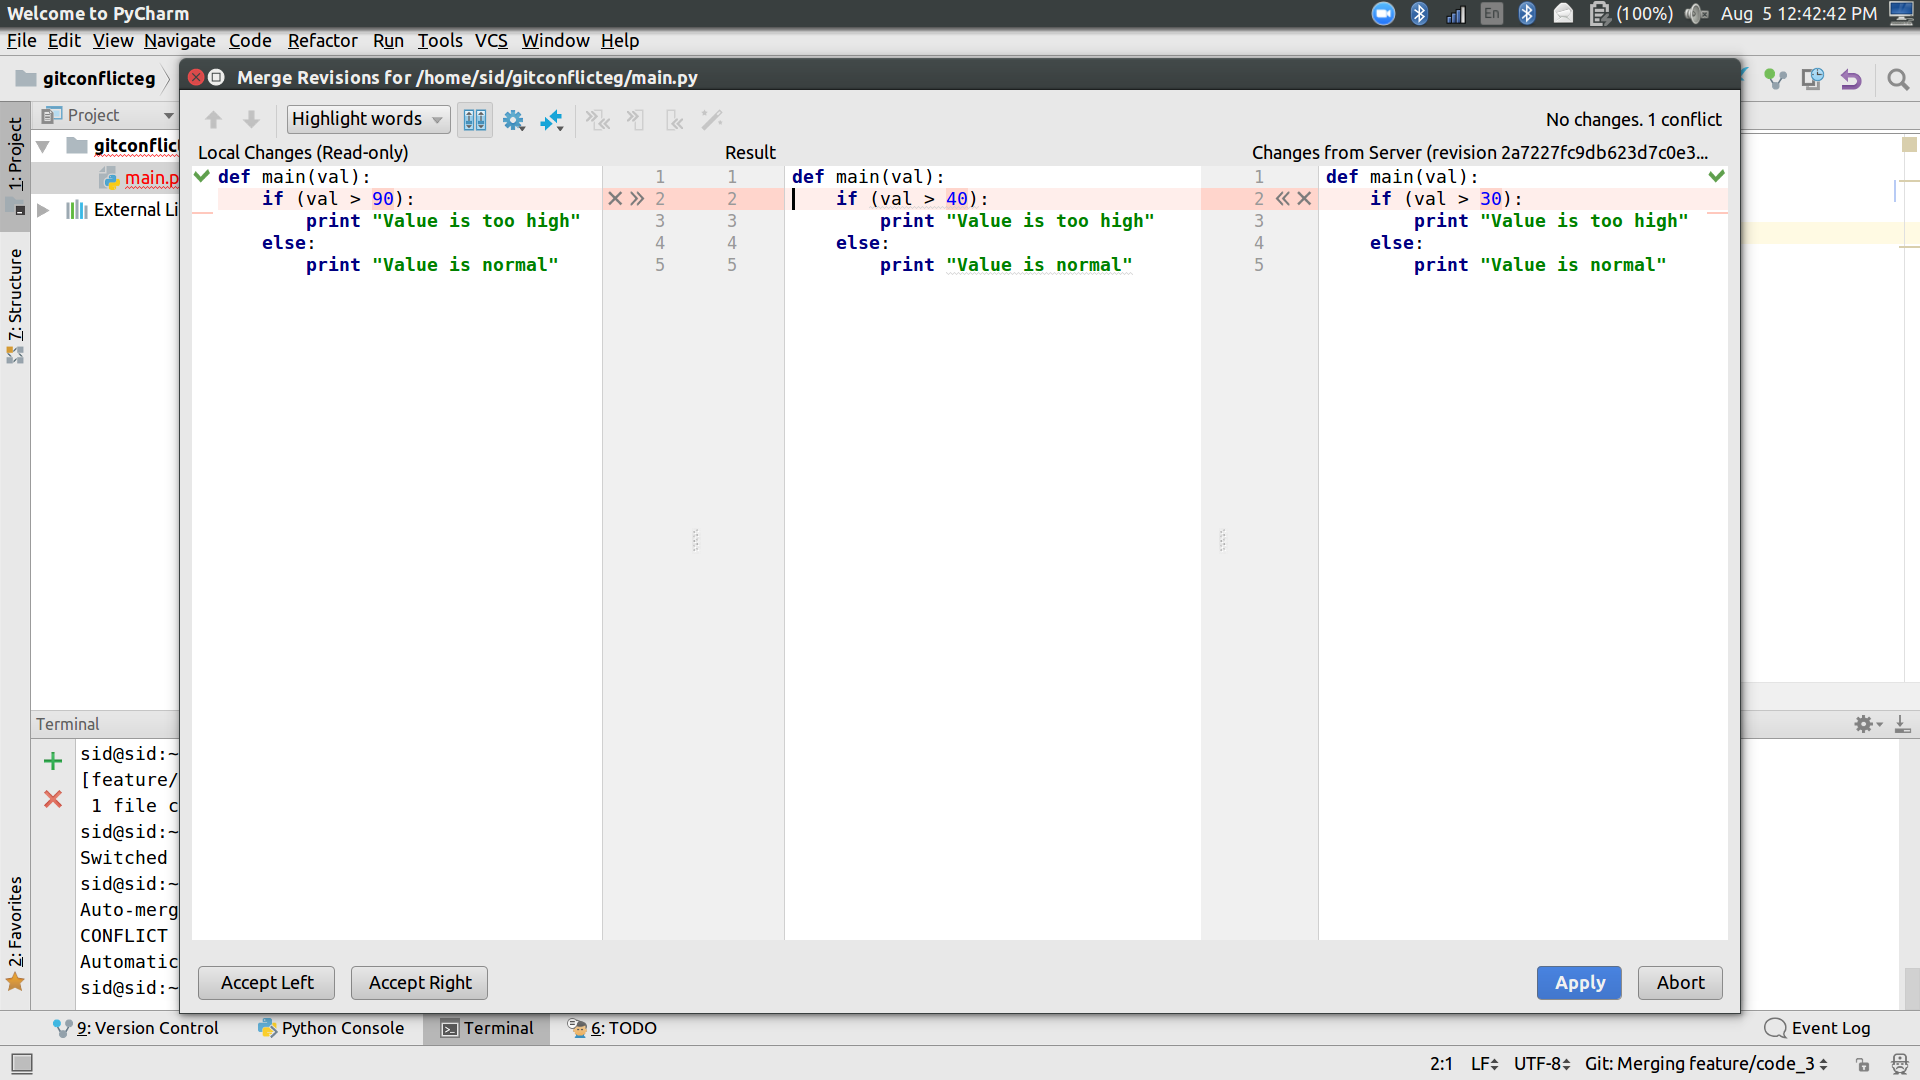 Welcome to PyCharm
En
(100%)
Aug 5 12:42:42 PM
File Edit View Navigate Code Refactor Run Tools VCS Window Help
gitconflicteg
Merge Revisions for /home/sid/gitconflicteg/main.py
Highlight words
No changes. 1 conflict
1: Project
7: Structure
2: Favorites
Project
gitconflict
main.p
External Li
Local Changes (Read-only)
def main(val):
if (val > 90):
print "Value is too high"
else:
print "Value is normal"
1
2
3
4
5
Result
1
2
3
4
5
def main(val):
if (val > 40):
print "Value is too high"
else:
print "Value is normal"
Changes from Server (revision 2a7227fc9db623d7c0e3...
1
2
3
4
5
def main(val):
if (val > 30):
print "Value is too high"
else:
print "Value is normal"
Terminal
sid@sid:~
[feature/
1 file c
sid@sid:~
Switched
sid@sid:~
Auto-merg
CONFLICT
Automatic
sid@sid:~
Accept Left
Accept Right
Apply
Abort
9: Version Control
Python Console
Terminal
6: TODO
Event Log
2:1
LF
UTF-8
Git: Merging feature/code_3